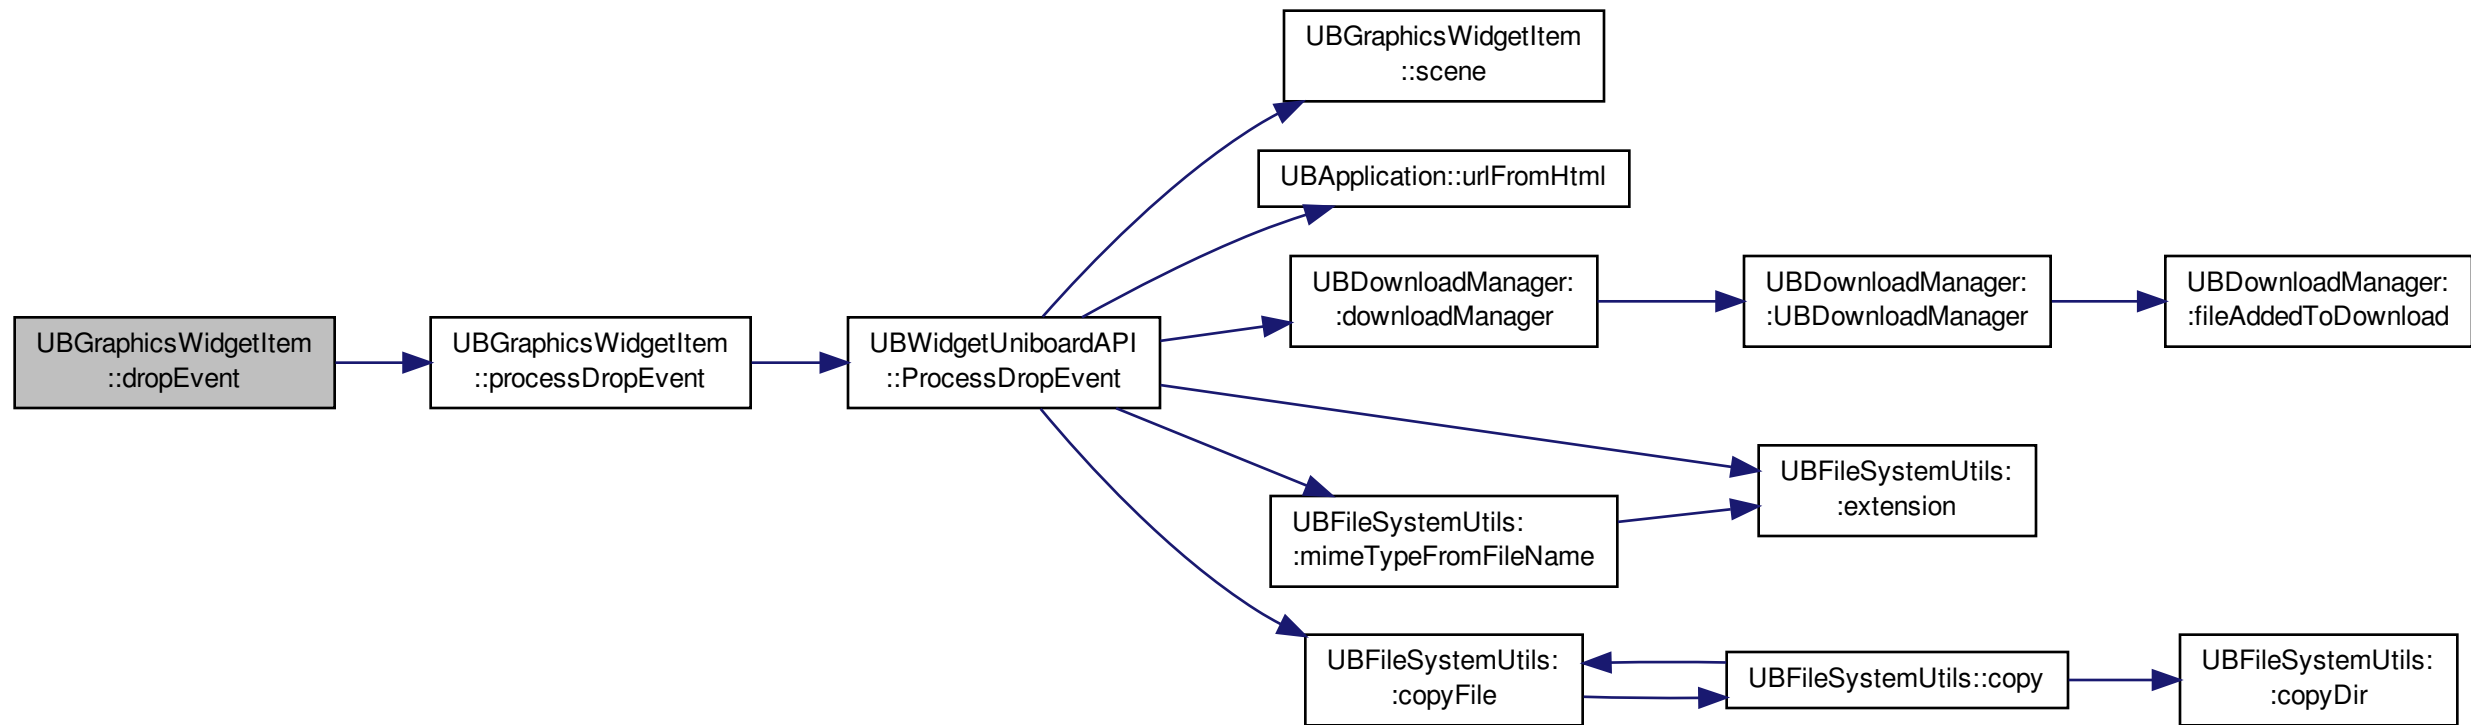 UBGraphicsWidgetItem
::dropEvent
UBGraphicsWidgetItem
::processDropEvent
UBWidgetUniboardAPI
::ProcessDropEvent
UBGraphicsWidgetItem
::scene
UBApplication::urlFromHtml
UBDownloadManager:
:downloadManager
UBDownloadManager:
:UBDownloadManager
UBDownloadManager:
:fileAddedToDownload
UBFileSystemUtils:
:extension
UBFileSystemUtils:
:mimeTypeFromFileName
UBFileSystemUtils:
:copyFile
UBFileSystemUtils::copy
UBFileSystemUtils:
:copyDir